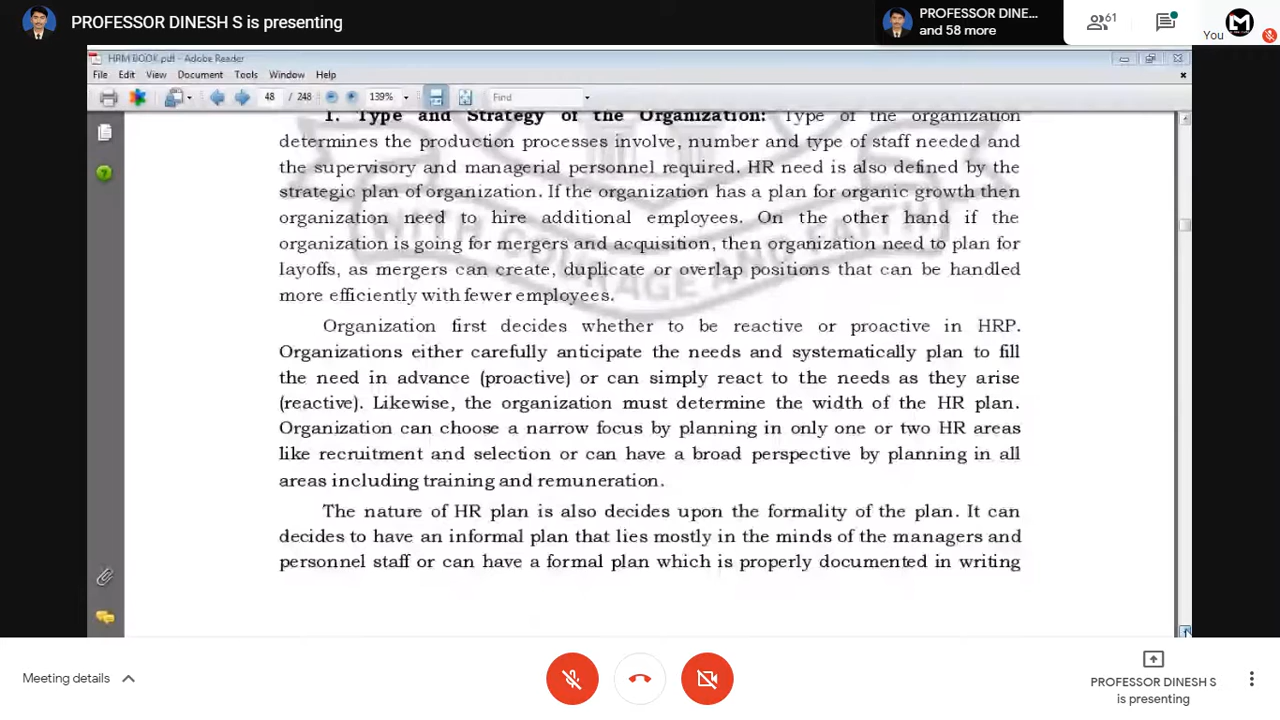 PROFESSOR DINESH S is presenting
PROFESSOR DINE...
and 58 more
61
You
HRM BOOK.pdf - Adobe Reader
File Edit View Document Tools Window Help
48 / 248 139% Find
1. Type and Strategy of the Organization: Type of the organization
determines the production processes involve, number and type of staff needed and
the supervisory and managerial personnel required. HR need is also defined by the
strategic plan of organization. If the organization has a plan for organic growth then
organization need to hire additional employees. On the other hand if the
organization is going for mergers and acquisition, then organization need to plan for
layoffs, as mergers can create, duplicate or overlap positions that can be handled
more efficiently with fewer employees.
Organization first decides whether to be reactive or proactive in HRP.
Organizations either carefully anticipate the needs and systematically plan to fill
the need in advance (proactive) or can simply react to the needs as they arise
(reactive). Likewise, the organization must determine the width of the HR plan.
Organization can choose a narrow focus by planning in only one or two HR areas
like recruitment and selection or can have a broad perspective by planning in all
areas including training and remuneration.
The nature of HR plan is also decides upon the formality of the plan. It can
decides to have an informal plan that lies mostly in the minds of the managers and
personnel staff or can have a formal plan which is properly documented in writing
WITH COURAGE AND FAITH
Meeting details
PROFESSOR DINESH S
is presenting